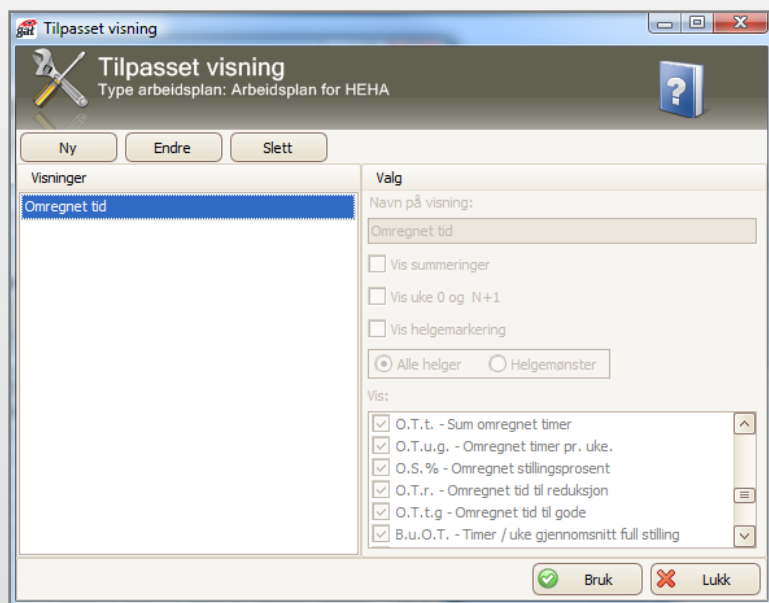 gat Tilpasset visning
Tilpasset visning
Type arbeidsplan: Arbeidsplan for HEHA
Ny
Endre
Slett
Visninger
Omregnet tid
Valg
Navn på visning:
Omregnet tid
Vis summeringer
Vis uke 0 og N+1
Vis helgemarkering
Alle helger
Helgemønster
Vis:
O.T.t. - Sum omregnet timer
O.T.u.g. - Omregnet timer pr. uke.
O.S.% - Omregnet stillingsprosent
O.T.r. - Omregnet tid til reduksjon
O.T.t.g - Omregnet tid til gode
B.u.O.T. - Timer / uke gjennomsnitt full stilling
Bruk
Lukk